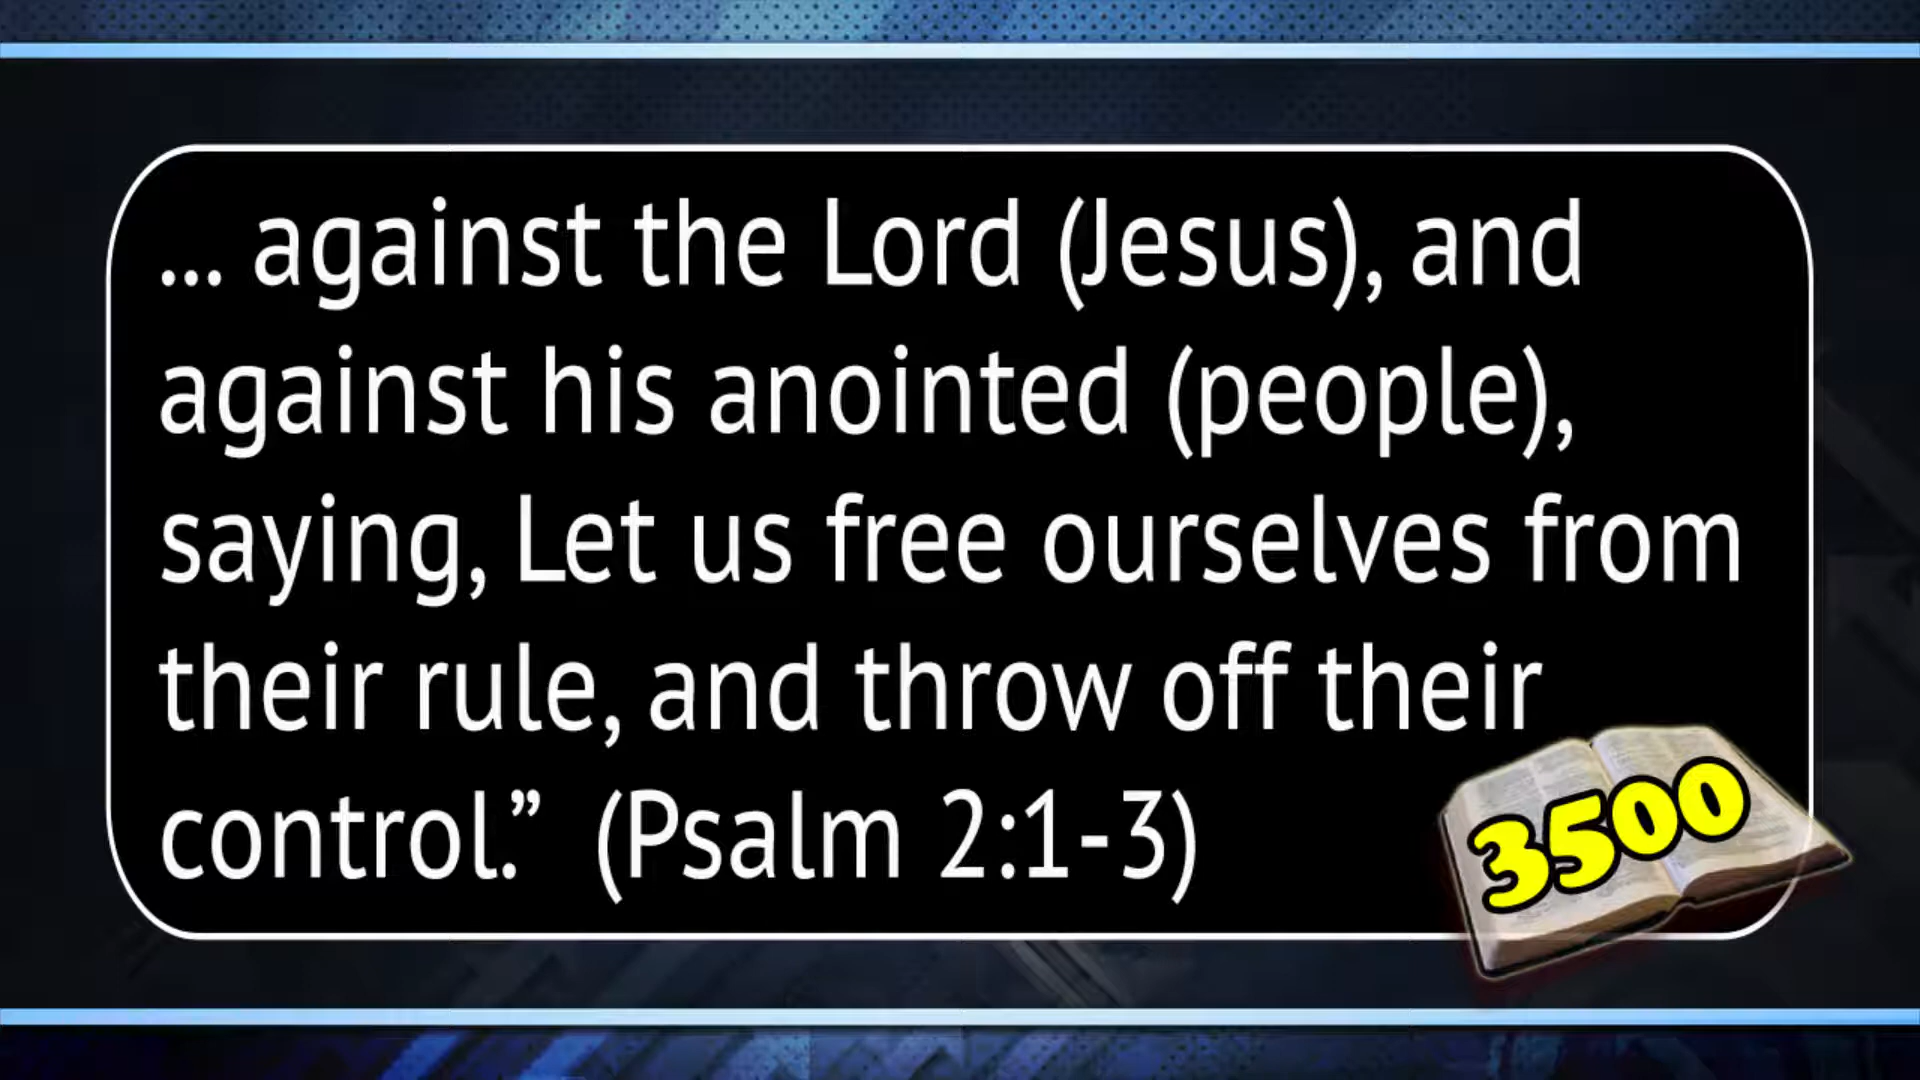 ... against the Lord (Jesus), and
against his anointed (people),
saying, Let us free ourselves from
their rule, and throw off their
control.” (Psalm 2:1-3)
3500